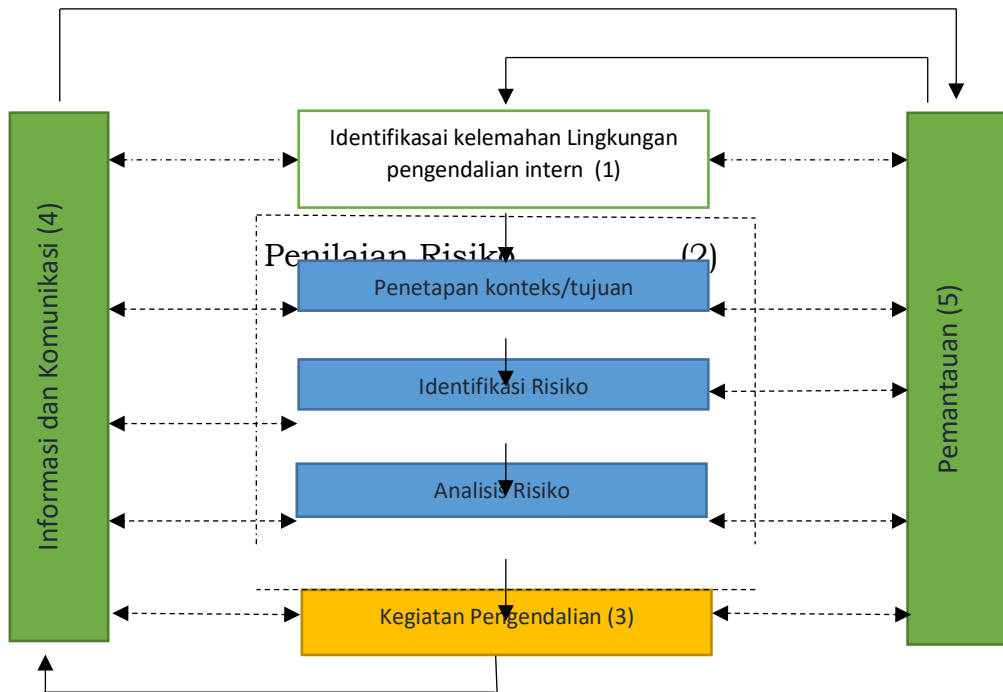 Identifikasai kelemahan Lingkungan
pengendalian intern (1)
Penilaian Risiko (2)
Penetapan konteks/tujuan
Identifikasi Risiko
Analisis Risiko
Kegiatan Pengendalian (3)
Informasi dan Komunikasi (4)
Pemantauan (5)